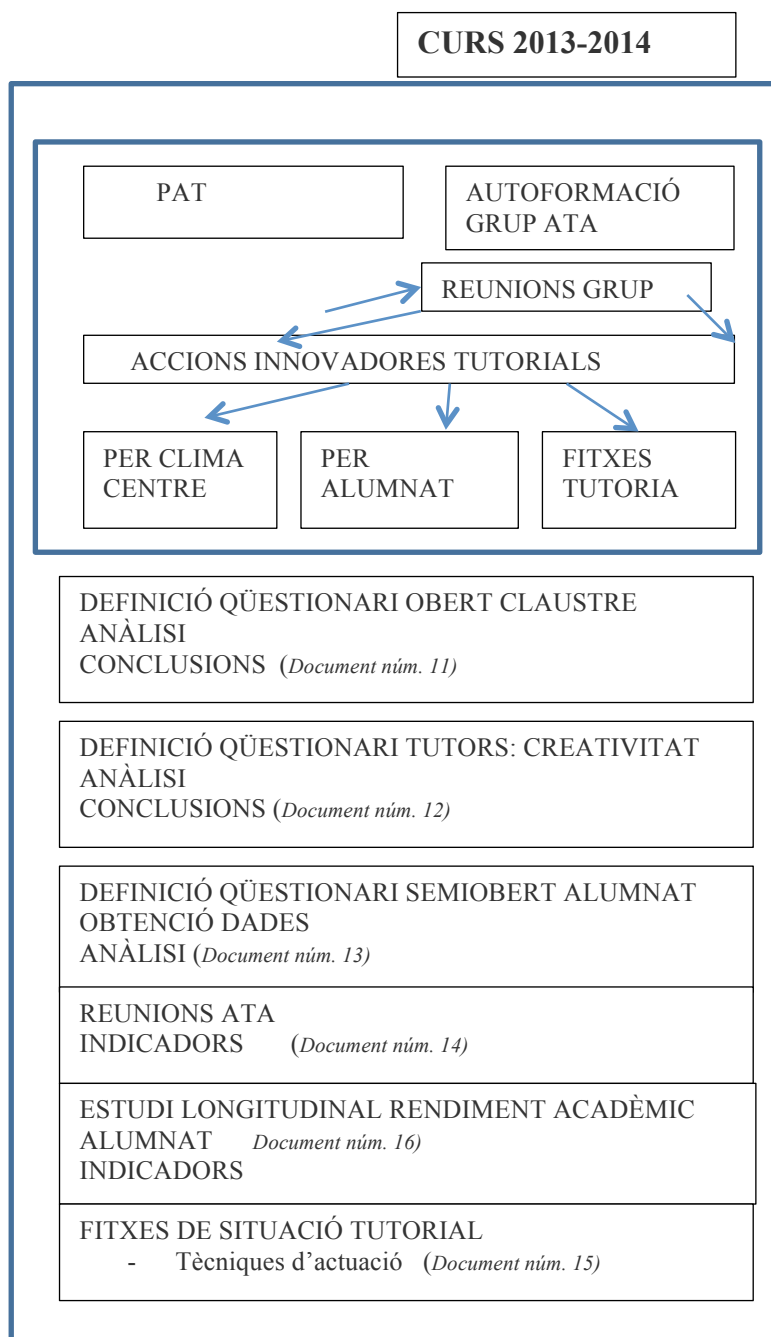 CURS 2013-2014
PAT
AUTOFORMACIÓ
GRUP ATA
REUNIONS GRUP
ACCIONS INNOVADORES TUTORIALS
PER CLIMA
CENTRE
PER
ALUMNAT
FITXES
TUTORIA
DEFINICIÓ QÜESTIONARI OBERT CLAUSTRE
ANÀLISI
CONCLUSIONS (Document núm. 11)
DEFINICIÓ QÜESTIONARI TUTORS: CREATIVITAT
ANÀLISI
CONCLUSIONS (Document núm. 12)
DEFINICIÓ QÜESTIONARI SEMIOBERT ALUMNAT
OBTENCIÓ DADES
ANÀLISI (Document núm. 13)
REUNIONS ATA
INDICADORS (Document núm. 14)
ESTUDI LONGITUDINAL RENDIMENT ACADÈMIC
ALUMNAT Document núm. 16)
INDICADORS
FITXES DE SITUACIÓ TUTORIAL
- Tècniques d’actuació (Document núm. 15)